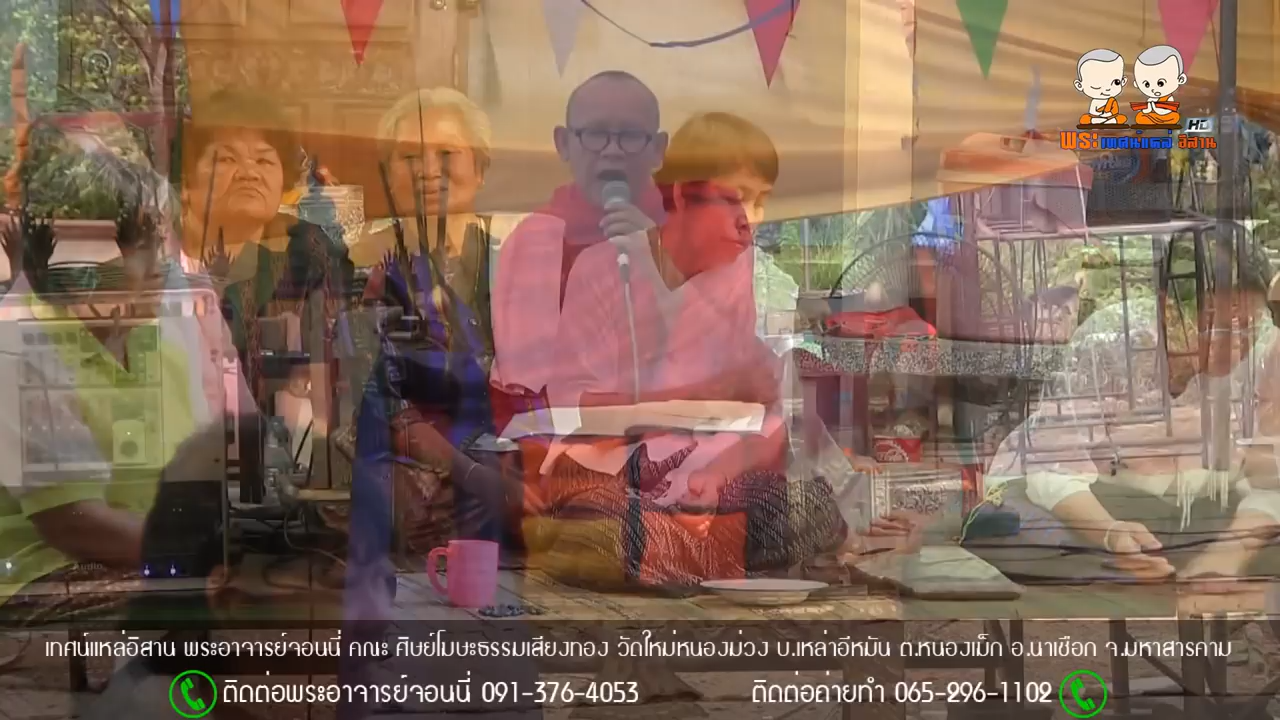 HD
พระเทศน์แหล่ อีสาน
เทศน์แหล่อิสาน พระอาจารย์จอนนี่ คณะ ศิษย์โมษะธรรมเสียงทอง วัดใหม่หนองม่วง บ.เหล่าอีหมัน ต.หนองเม็ก อ.นาเชือก จ.มหาสารคาม
ติดต่อพระอาจารย์จอนนี่ 091-376-4053 ติดต่อถ่ายทำ 065-296-1102